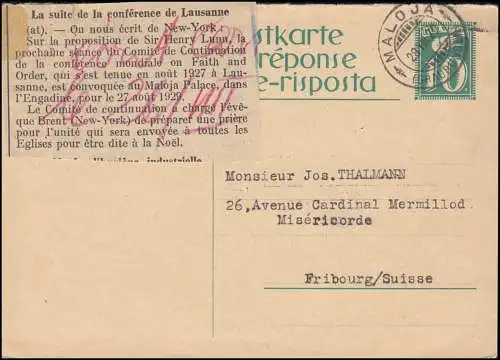 La suite de la conférence de Lausanne
(at). — On nous écrit de New-York :
Sur la proposition de Sir Henry Lunn, la
prochaine séance du Comité de Continuation
de la conférence mondiale on Faith and
Order, qui s'est tenue en août 1927 à Lau-
sanne, est convoquée au Maloja Palace, dans
l'Engadine, pour le 27 août 1929.
Le Comité de continuation a chargé l'évê-
que Brent (New-York) de préparer une prière
pour l'unité qui sera envoyée à toutes les
Eglises pour être dite à la Noël.
industrielle
stkarte
réponse
e-risposta
MALOJA
10
Monsieur Jos.THALMANN
26,Avenue Cardinal Mermillod
Miséricorde
Fribourg/Suisse